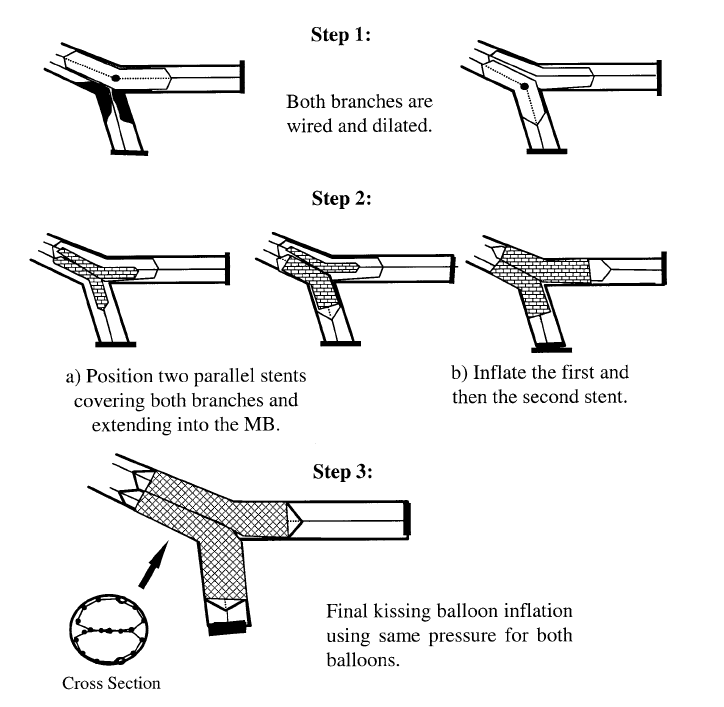 Step 1:
Both branches are
wired and dilated.
Step 2:
a) Position two parallel stents
covering both branches and
extending into the MB.
b) Inflate the first and
then the second stent.
Step 3:
Final kissing balloon inflation
using same pressure for both
balloons.
Cross Section